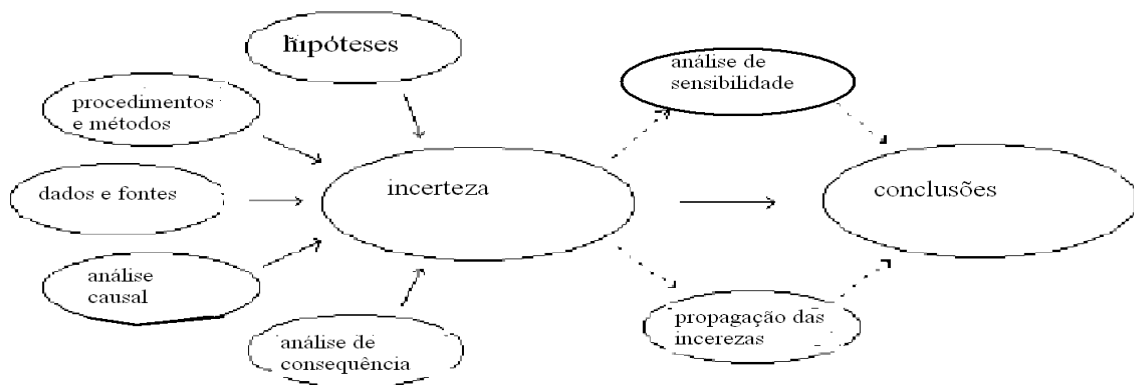 hipóteses
procedimentos
e métodos
dados e fontes
análise
causal
análise de
consequência
incerteza
análise de
sensibilidade
propagação das
incerezas
conclusões